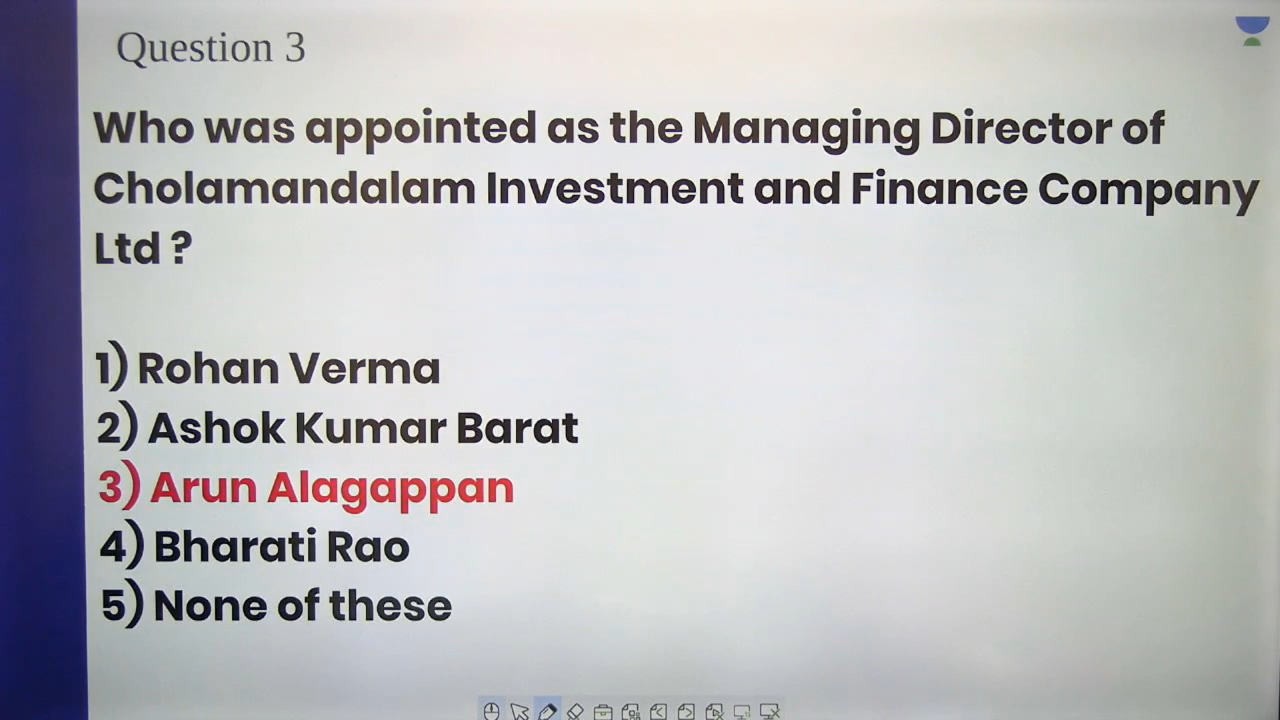 Question 3
Who was appointed as the Managing Director of
Cholamandalam Investment and Finance Company
Ltd ?
1) Rohan Verma
2) Ashok Kumar Barat
3) Arun Alagappan
4) Bharati Rao
5) None of these